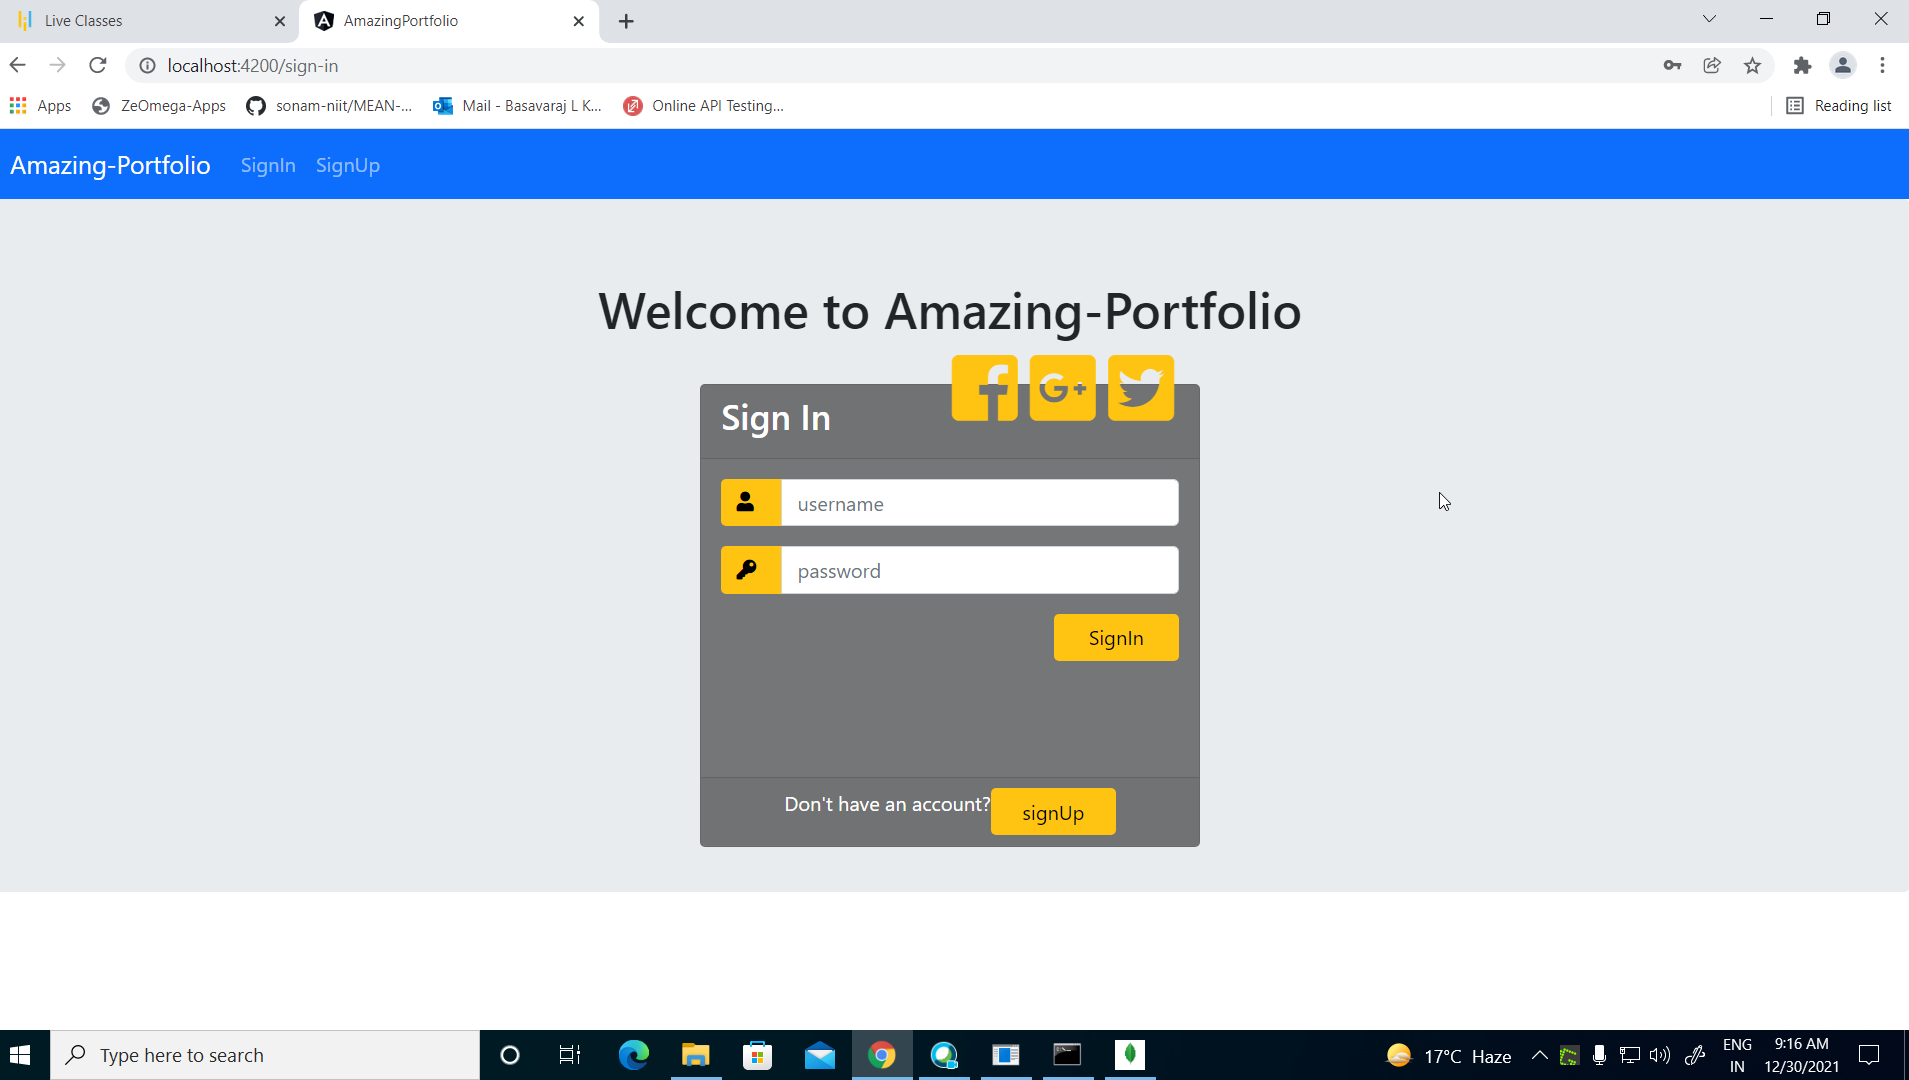 Live Classes
AmazingPortfolio
localhost:4200/sign-in
Apps
ZeOmega-Apps
sonam-niit/MEAN-...
Mail - Basavaraj L K...
Online API Testing...
Reading list
Amazing-Portfolio
SignIn
SignUp
Welcome to Amazing-Portfolio
Sign In
G+
username
password
SignIn
Don't have an account?
signUp
Type here to search
17°C Haze
ENG
IN
9:16 AM
12/30/2021